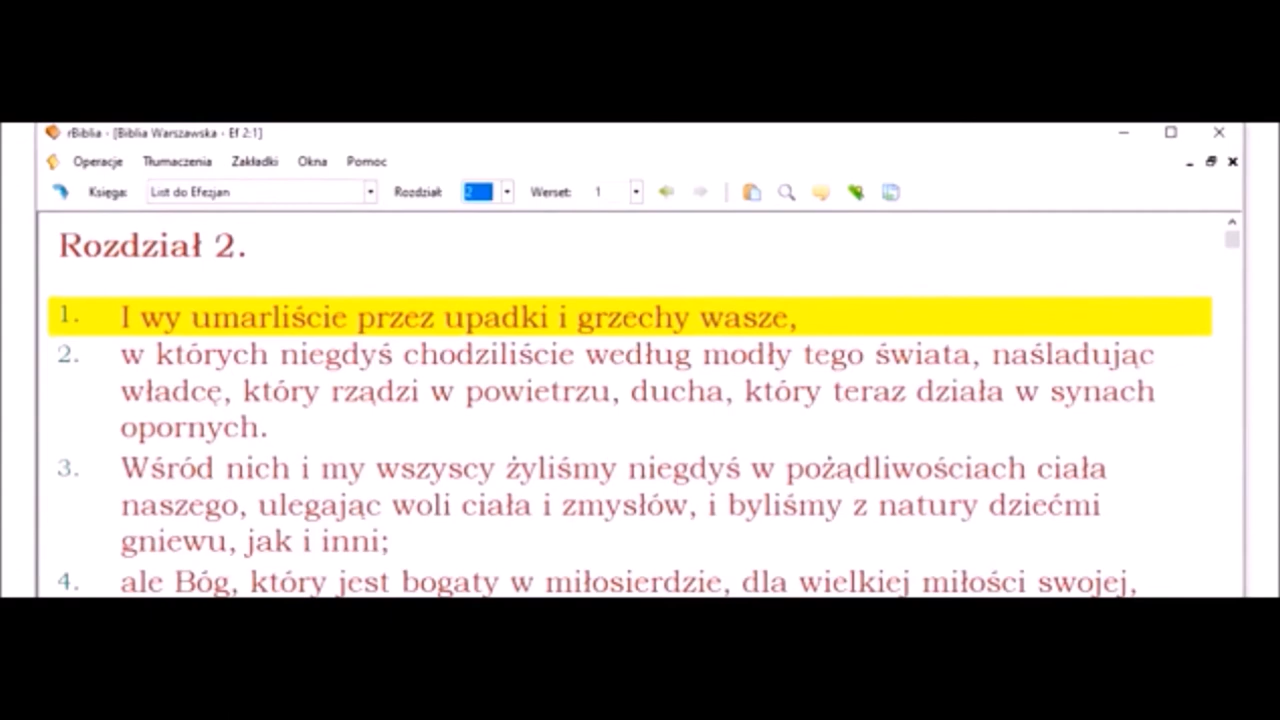 rBiblia - [Biblia Warszawska - Ef 2:1]
Operacje Tłumaczenia Zakładki Okna Pomoc
Księga: List do Efezjan Rozdział: 2 Werset: 1
Rozdział 2.
1. I wy umarliście przez upadki i grzechy wasze,
2. w których niegdyś chodziliście według modły tego świata, naśladując
władcę, który rządzi w powietrzu, ducha, który teraz działa w synach
opornych.
3. Wśród nich i my wszyscy żyliśmy niegdyś w pożądliwościach ciała
naszego, ulegając woli ciała i zmysłów, i byliśmy z natury dziećmi
gniewu, jak i inni;
4. ale Bóg, który jest bogaty w miłosierdzie, dla wielkiej miłości swojej,